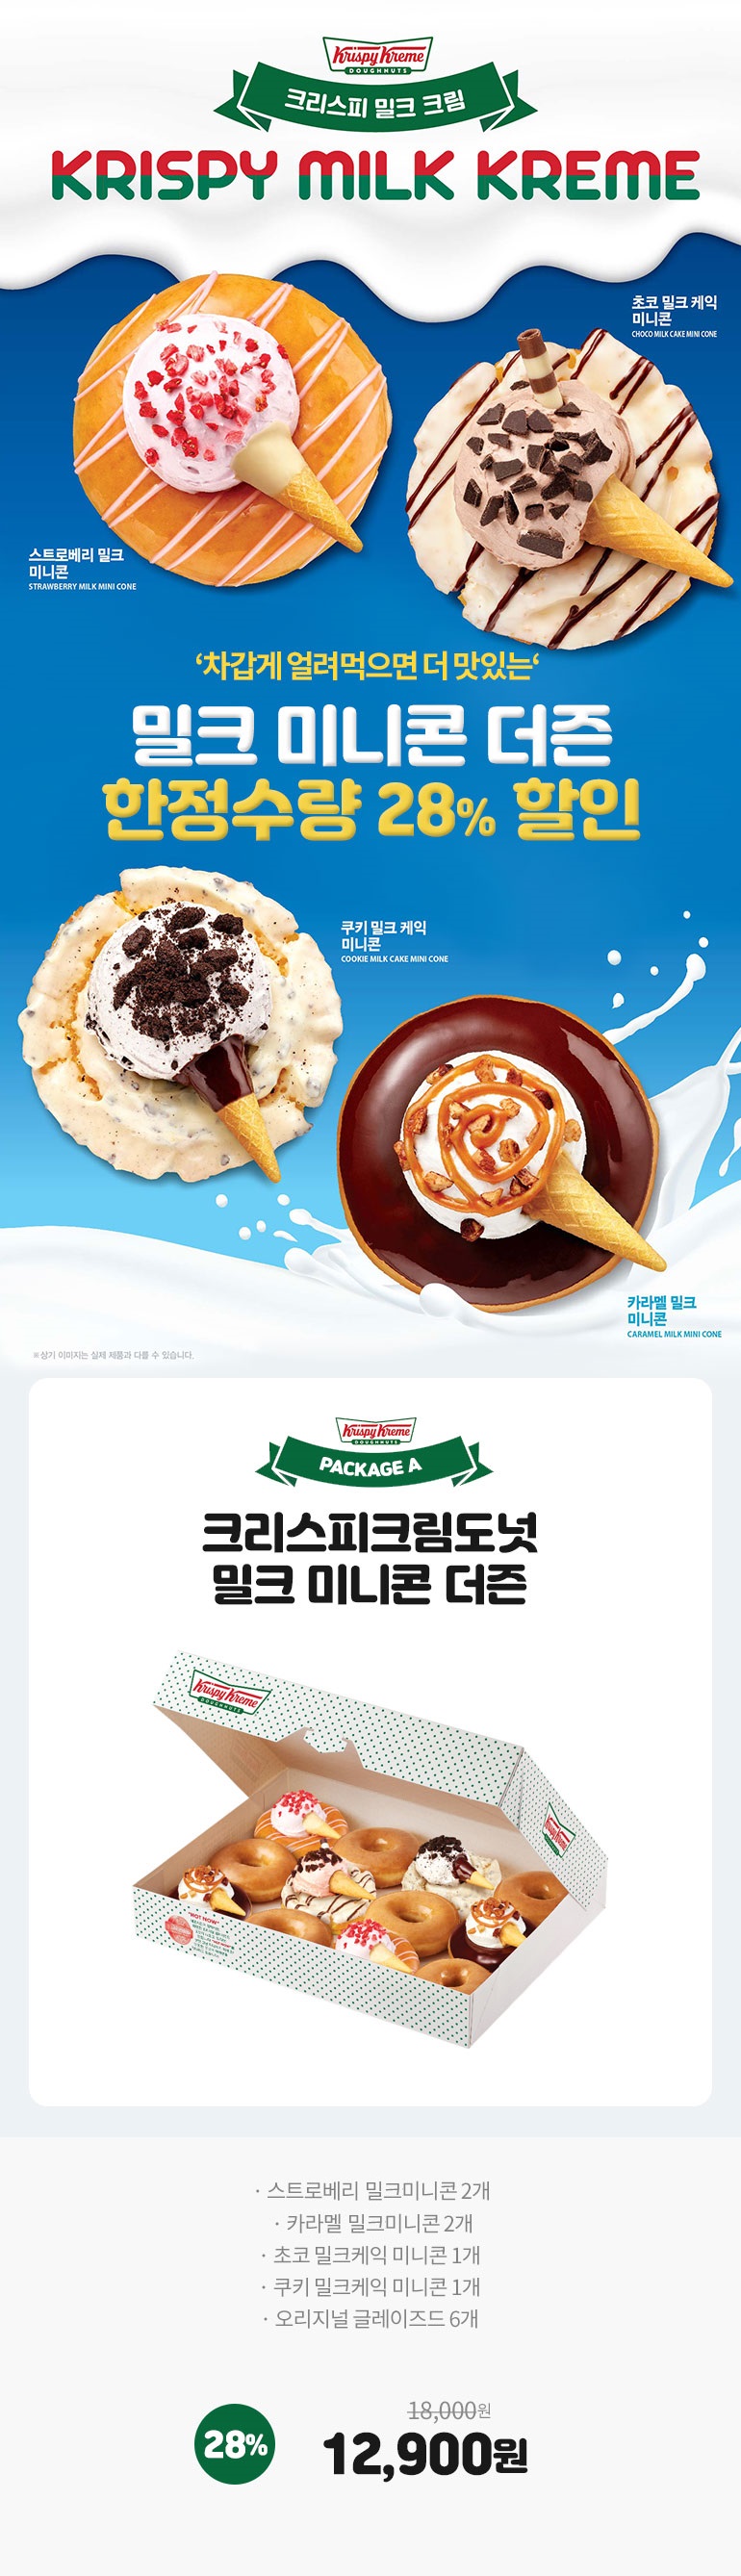 Krispy Kreme
DOUGHNUTS
크리스피 밀크 크림
KRISPY MILK KREME
초코 밀크 케익
미니콘
CHOCO MILK CAKE MINI CONE
스트로베리 밀크
미니콘
STRAWBERRY MILK MINI CONE
‘차갑게 얼려먹으면 더 맛있는‘
밀크 미니콘 더즌
한정수량 28% 할인
쿠키 밀크 케익
미니콘
COOKIE MILK CAKE MINI CONE
카라멜 밀크
미니콘
CARAMEL MILK MINI CONE
※상기 이미지는 실제 제품과 다를 수 있습니다.
Krispy Kreme
DOUGHNUTS
PACKAGE A
크리스피크림도넛
밀크 미니콘 더즌
Krispy Kreme
DOUGHNUTS
Krispy Kreme
"HOT NOW"
· 스트로베리 밀크미니콘 2개
· 카라멜 밀크미니콘 2개
· 초코 밀크케익 미니콘 1개
· 쿠키 밀크케익 미니콘 1개
· 오리지널 글레이즈드 6개
18,000원
28%
12,900원